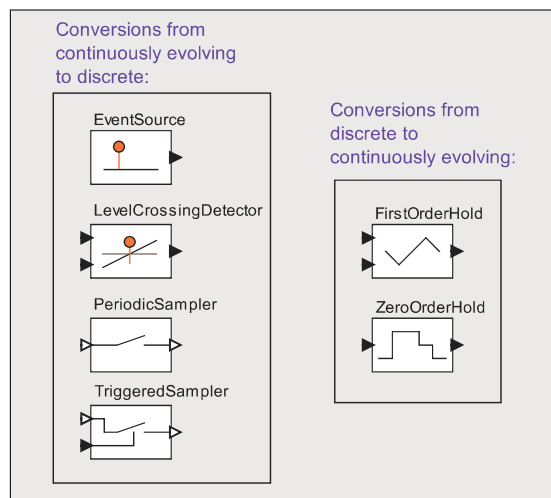 Conversions from
continuously evolving
to discrete:
EventSource
LevelCrossingDetector
PeriodicSampler
TriggeredSampler
Conversions from
discrete to
continuously evolving:
FirstOrderHold
ZeroOrderHold